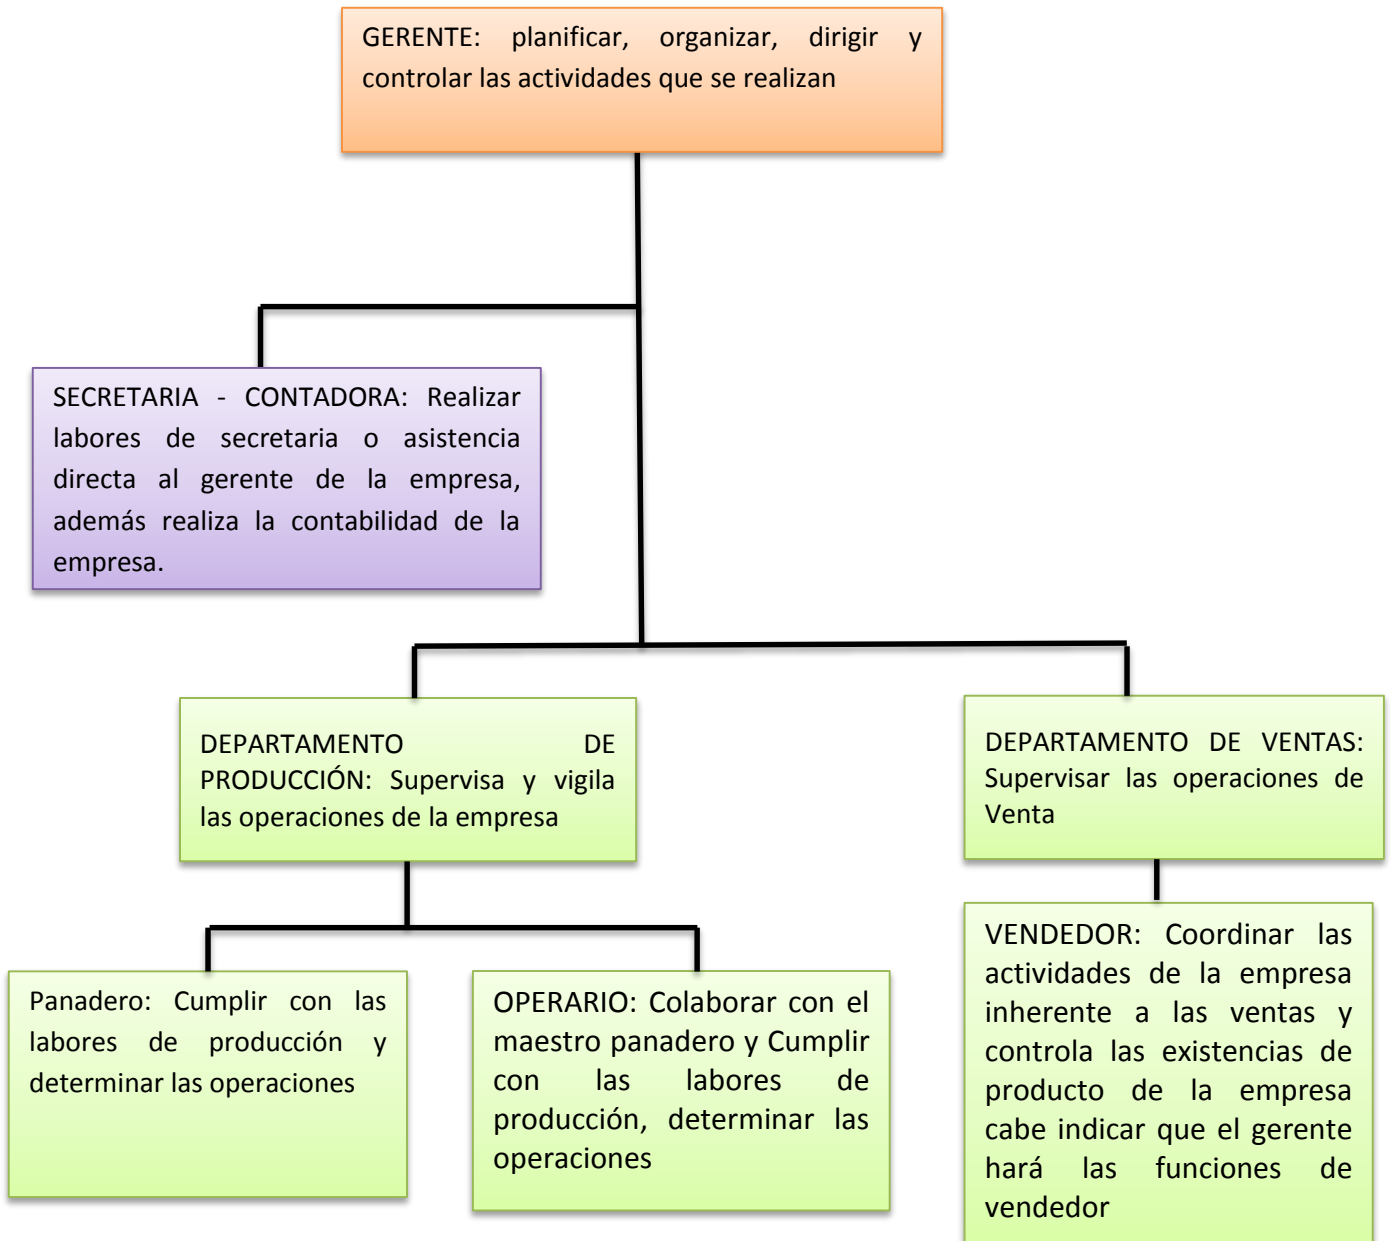 GERENTE: planificar, organizar, dirigir y
controlar las actividades que se realizan
SECRETARIA - CONTADORA: Realizar
labores de secretaria o asistencia
directa al gerente de la empresa,
además realiza la contabilidad de la
empresa.
DEPARTAMENTO DE
PRODUCCIÓN: Supervisa y vigila
las operaciones de la empresa
DEPARTAMENTO DE VENTAS:
Supervisar las operaciones de
Venta
Panadero: Cumplir con las
labores de producción y
determinar las operaciones
OPERARIO: Colaborar con el
maestro panadero y Cumplir
con las labores de
producción, determinar las
operaciones
VENDEDOR: Coordinar las
actividades de la empresa
inherente a las ventas y
controla las existencias de
producto de la empresa
cabe indicar que el gerente
hará las funciones de
vendedor